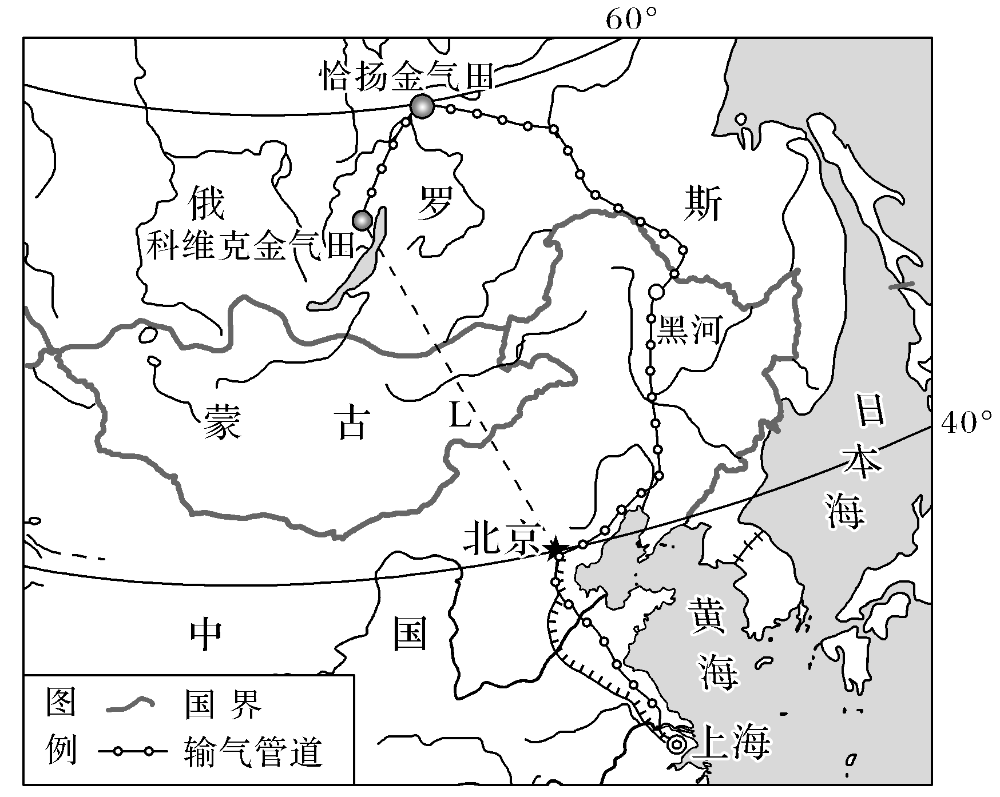 60°
恰扬金气田
俄 罗 斯
科维克金气田
黑河
蒙 古 L
日本海
40°
北京
中 国
黄海
上海
图例
国界
输气管道